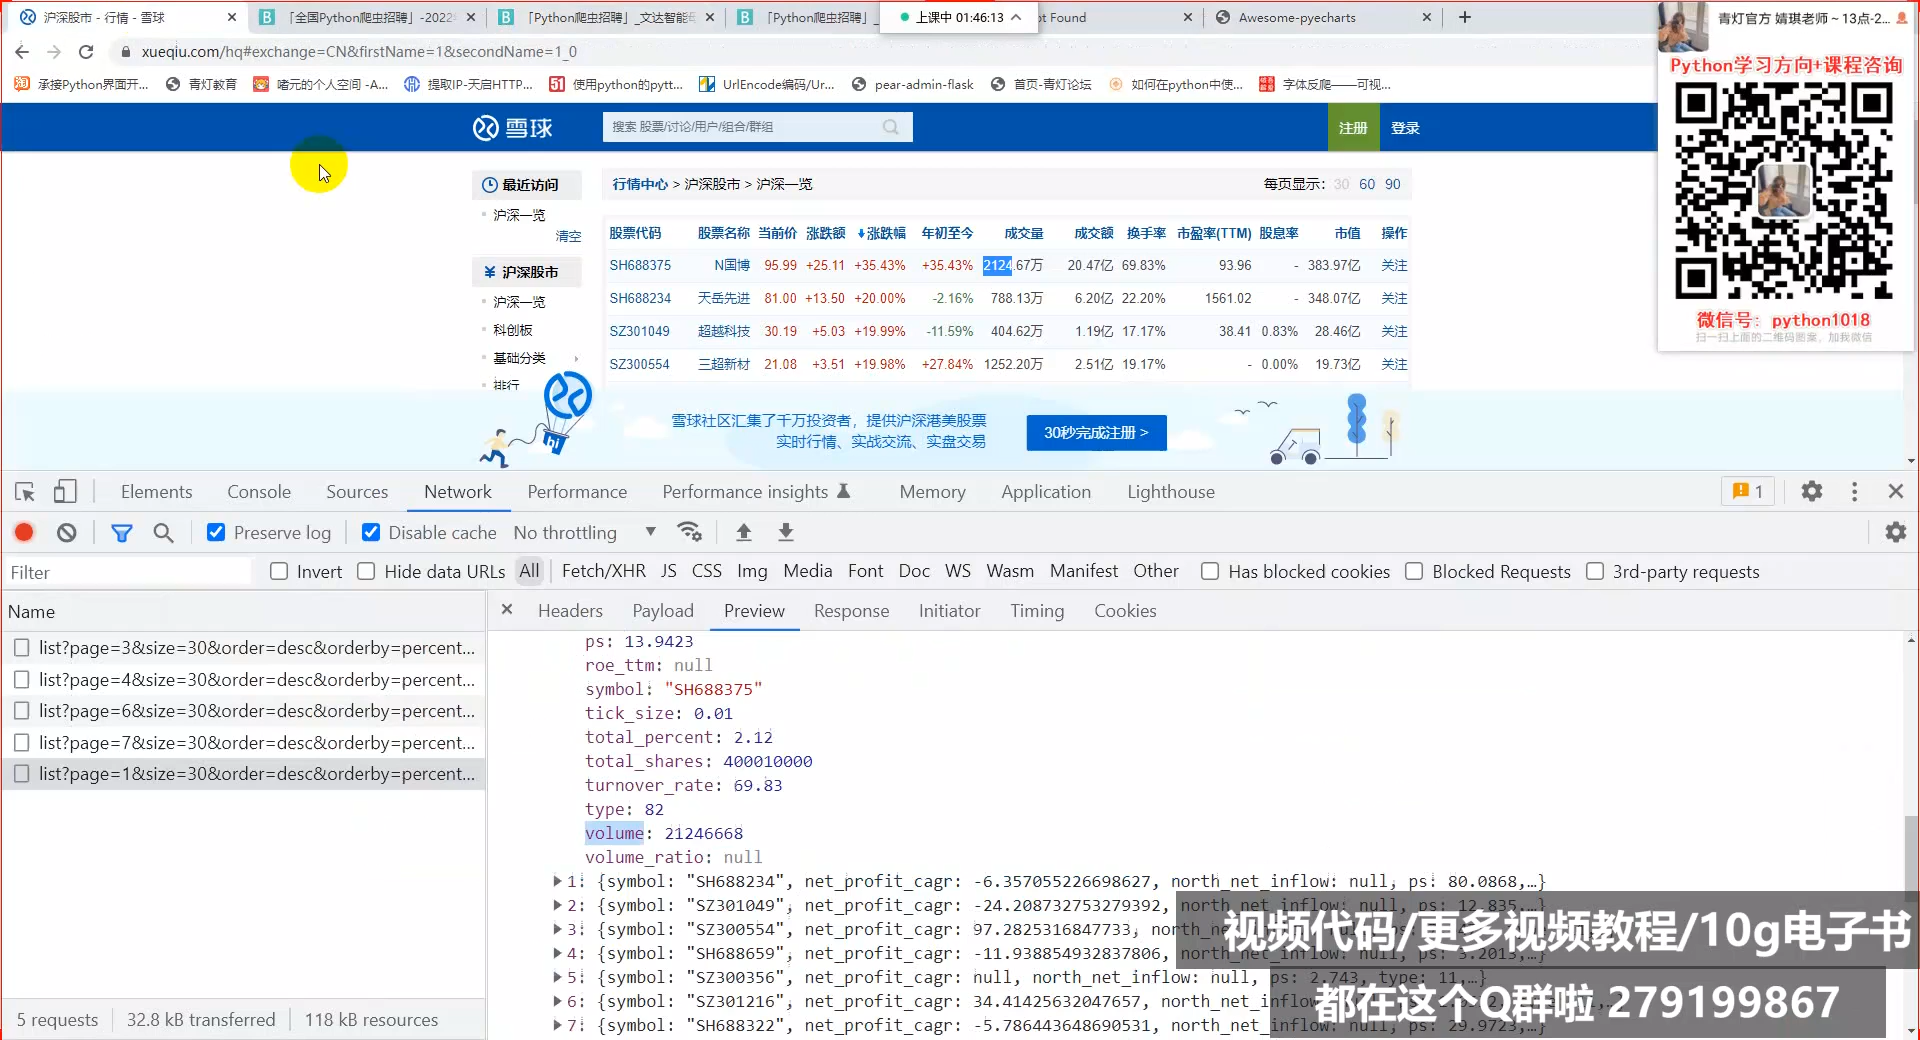 沪深股市 - 行情 - 雪球
「全国Python爬虫招聘」-2022
「Python爬虫招聘」_文达智能
「Python爬虫招聘」_
上课中 01:46:13
ot Found
Awesome-pyecharts
青灯官方 婧琪老师 ~ 13点-2...
xueqiu.com/hq#exchange=CN&firstName=1&secondName=1_0
承接Python界面开...
青灯教育
啫元的个人空间 -A...
提取IP-天启HTTP...
使用python的pytt...
UrlEncode编码/Ur...
pear-admin-flask
首页-青灯论坛
如何在python中使...
字体反爬——可视...
Python学习方向+课程咨询
微信号: python1018
扫一扫上面的二维码图案，加我微信
雪球
搜索 股票/讨论/用户/组合/群组
注册 登录
最近访问
沪深一览
清空
沪深股市
沪深一览
科创板
基础分类
排行
行情中心 > 沪深股市 > 沪深一览
每页显示: 30 60 90
股票代码 股票名称 当前价 涨跌额 涨跌幅 年初至今 成交量 成交额 换手率 市盈率(TTM) 股息率 市值 操作
SH688375 N国博 95.99 +25.11 +35.43% +35.43% 2124.67万 20.47亿 69.83% 93.96 - 383.97亿 关注
SH688234 天岳先进 81.00 +13.50 +20.00% -2.16% 788.13万 6.20亿 22.20% 1561.02 - 348.07亿 关注
SZ301049 超越科技 30.19 +5.03 +19.99% -11.59% 404.62万 1.19亿 17.17% 38.41 0.83% 28.46亿 关注
SZ300554 三超新材 21.08 +3.51 +19.98% +27.84% 1252.20万 2.51亿 19.17% - 0.00% 19.73亿 关注
hi
雪球社区汇集了千万投资者，提供沪深港美股票
实时行情、实战交流、实盘交易
30秒完成注册 >
Elements Console Sources Network Performance Performance insights Memory Application Lighthouse 1
Preserve log Disable cache No throttling
Filter Invert Hide data URLs All Fetch/XHR JS CSS Img Media Font Doc WS Wasm Manifest Other Has blocked cookies Blocked Requests 3rd-party requests
Name
list?page=3&size=30&order=desc&orderby=percent...
list?page=4&size=30&order=desc&orderby=percent...
list?page=6&size=30&order=desc&orderby=percent...
list?page=7&size=30&order=desc&orderby=percent...
list?page=1&size=30&order=desc&orderby=percent...
5 requests 32.8 kB transferred 118 kB resources
Headers Payload Preview Response Initiator Timing Cookies
ps: 13.9423
roe_ttm: null
symbol: "SH688375"
tick_size: 0.01
total_percent: 2.12
total_shares: 400010000
turnover_rate: 69.83
type: 82
volume: 21246668
volume_ratio: null
1: {symbol: "SH688234", net_profit_cagr: -6.357055226698627, north_net_inflow: null, ps: 80.0868,…}
2: {symbol: "SZ301049", net_profit_cagr: -24.208732753279392, north_net_inflow: null, ps: 12.835,…}
3: {symbol: "SZ300554", net_profit_cagr: 97.2825316847733, north_
4: {symbol: "SH688659", net_profit_cagr: -11.938854932837806, north_net_inflow: null, ps: 3.2013,…}
5: {symbol: "SZ300356", net_profit_cagr: null, north_net_inflow: null, ps: 2.743, type: 11,…}
6: {symbol: "SZ301216", net_profit_cagr: 34.41425632047657, north_net
7: {symbol: "SH688322", net_profit_cagr: -5.786443648690531, north_net_inflow: null, ps: 29.9723,…}
视频代码/更多视频教程/10g电子书
都在这个Q群啦 279199867